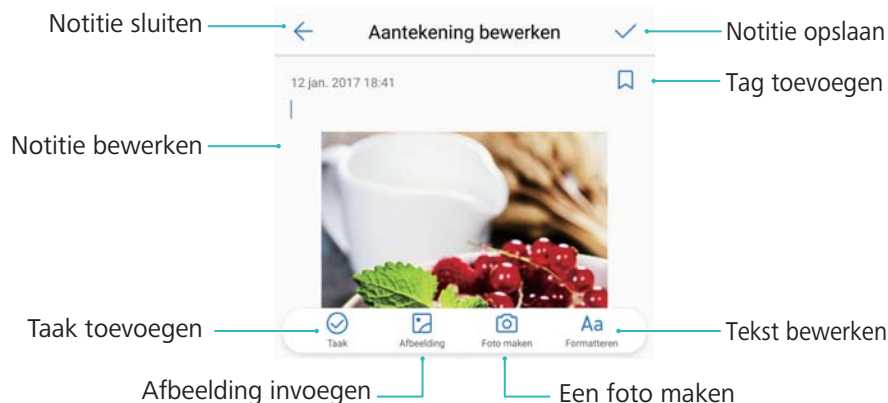 Notitie sluiten
Aantekening bewerken
Notitie opslaan
12 jan. 2017 18:41
Tag toevoegen
Notitie bewerken
Taak toevoegen
Taak
Afbeelding
Foto maken
Aa
Formatteren
Tekst bewerken
Afbeelding invoegen
Een foto maken